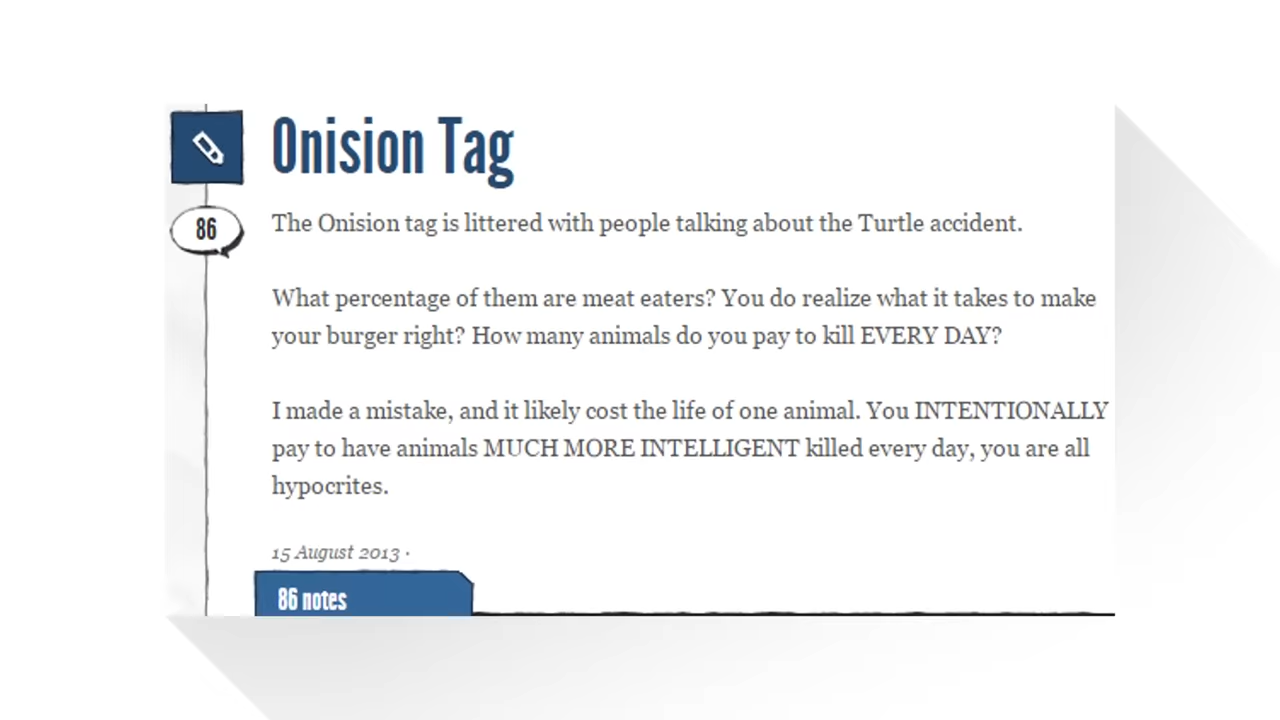 Onision Tag
86
The Onision tag is littered with people talking about the Turtle accident.
What percentage of them are meat eaters? You do realize what it takes to make
your burger right? How many animals do you pay to kill EVERY DAY?
I made a mistake, and it likely cost the life of one animal. You INTENTIONALLY
pay to have animals MUCH MORE INTELLIGENT killed every day, you are all
hypocrites.
15 August 2013 ·
86 notes